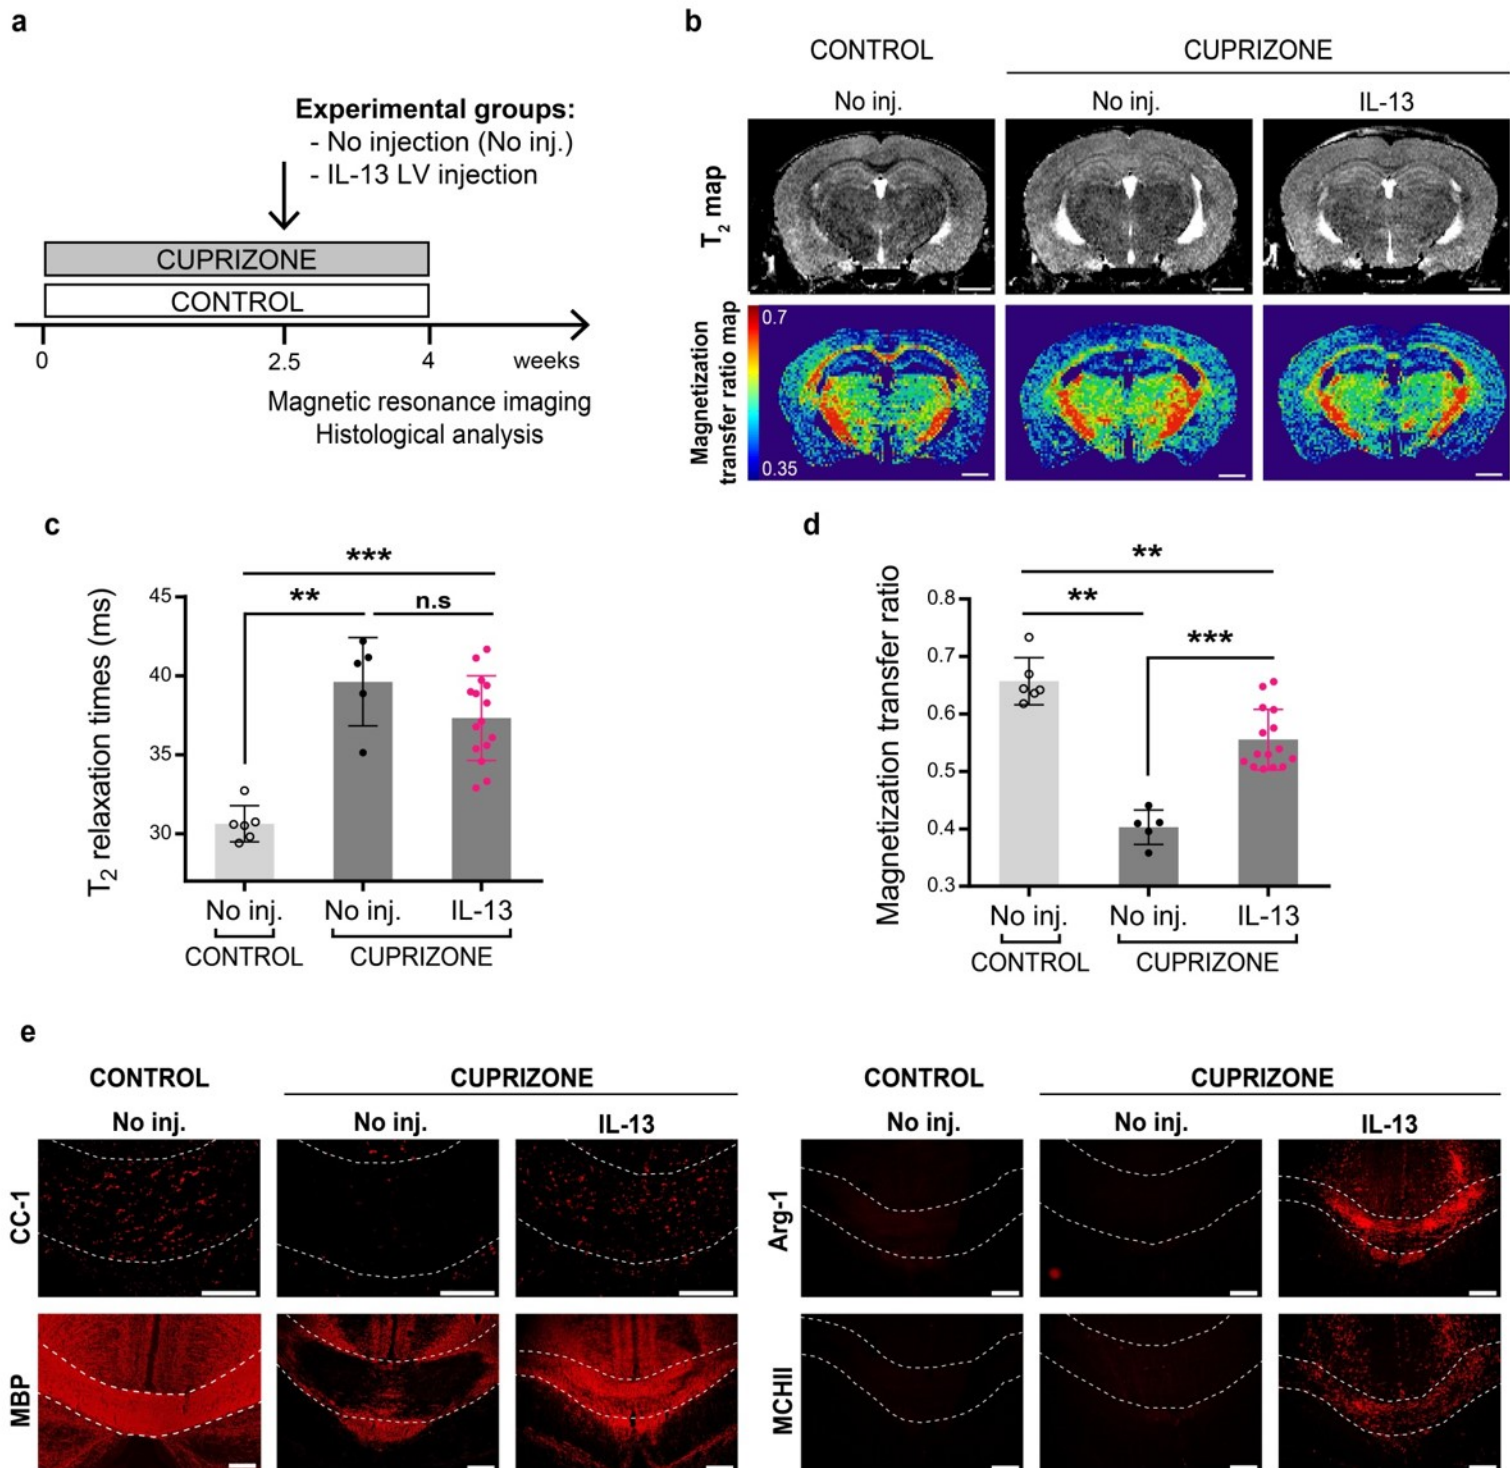 a
Experimental groups:
- No injection (No inj.)
- IL-13 LV injection
CUPRIZONE
CONTROL
0 2.5 4 weeks
Magnetic resonance imaging
Histological analysis
b
CONTROL CUPRIZONE
No inj. No inj. IL-13
T2 map
Magnetization
transfer ratio map
0.7
0.35
c
T2 relaxation times (ms)
***
** n.s
45
40
35
30
No inj. No inj. IL-13
CONTROL CUPRIZONE
d
Magnetization transfer ratio
**
**
***
0.8
0.7
0.6
0.5
0.4
0.3
No inj. No inj. IL-13
CONTROL CUPRIZONE
e
CONTROL CUPRIZONE
No inj. No inj. IL-13
CC-1
MBP
CONTROL CUPRIZONE
No inj. No inj. IL-13
Arg-1
MCHII